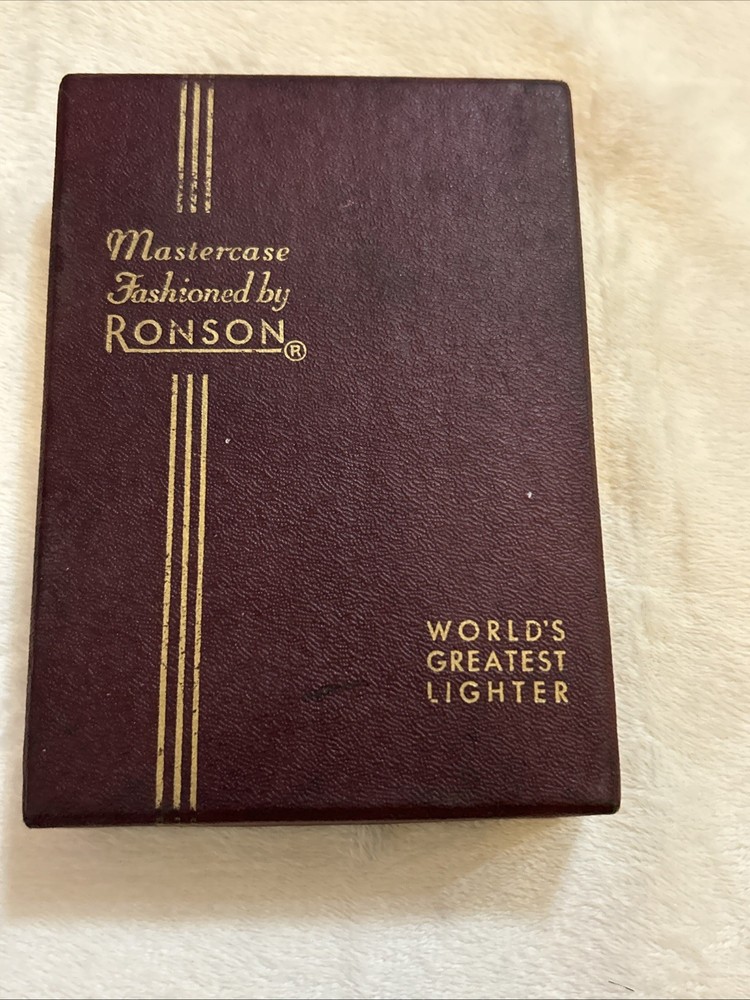 Mastercase
Fashioned by
RONSON®
WORLD'S
GREATEST
LIGHTER